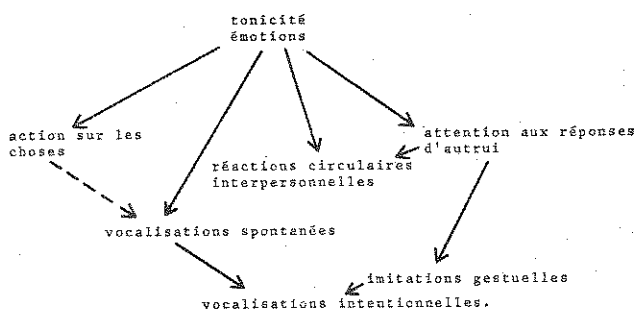 tonicité
émotions
action sur les
choses
attention aux réponses
d'autrui
réactions circulaires
interpersonnelles
vocalisations spontanées
imitations gestuelles
vocalisations intentionnelles.